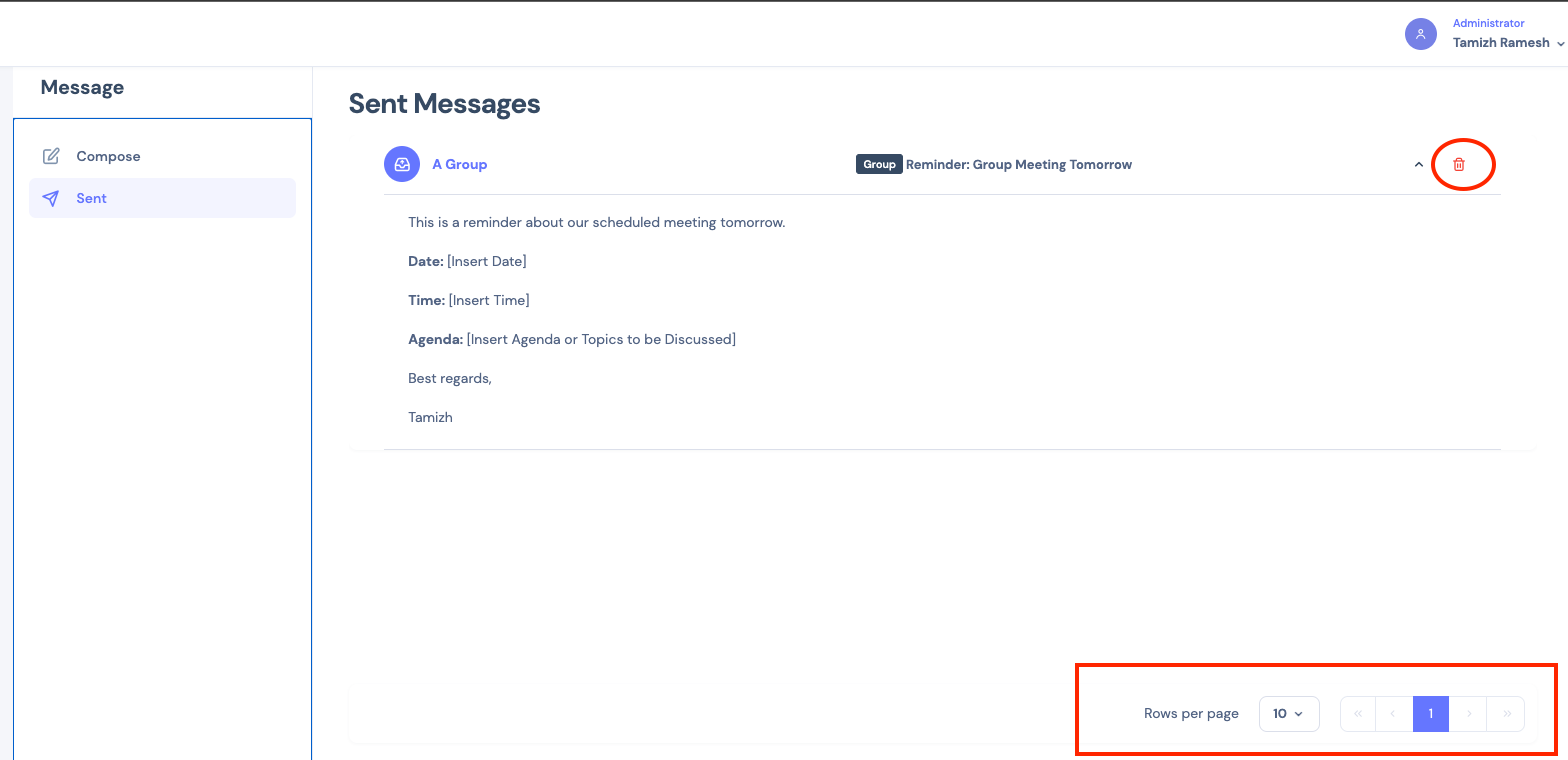 Administrator
Tamizh Ramesh
Message
Compose
Sent
Sent Messages
A Group
Group Reminder: Group Meeting Tomorrow
This is a reminder about our scheduled meeting tomorrow.
Date: [Insert Date]
Time: [Insert Time]
Agenda: [Insert Agenda or Topics to be Discussed]
Best regards,
Tamizh
Rows per page 10 « ‹ 1 › »